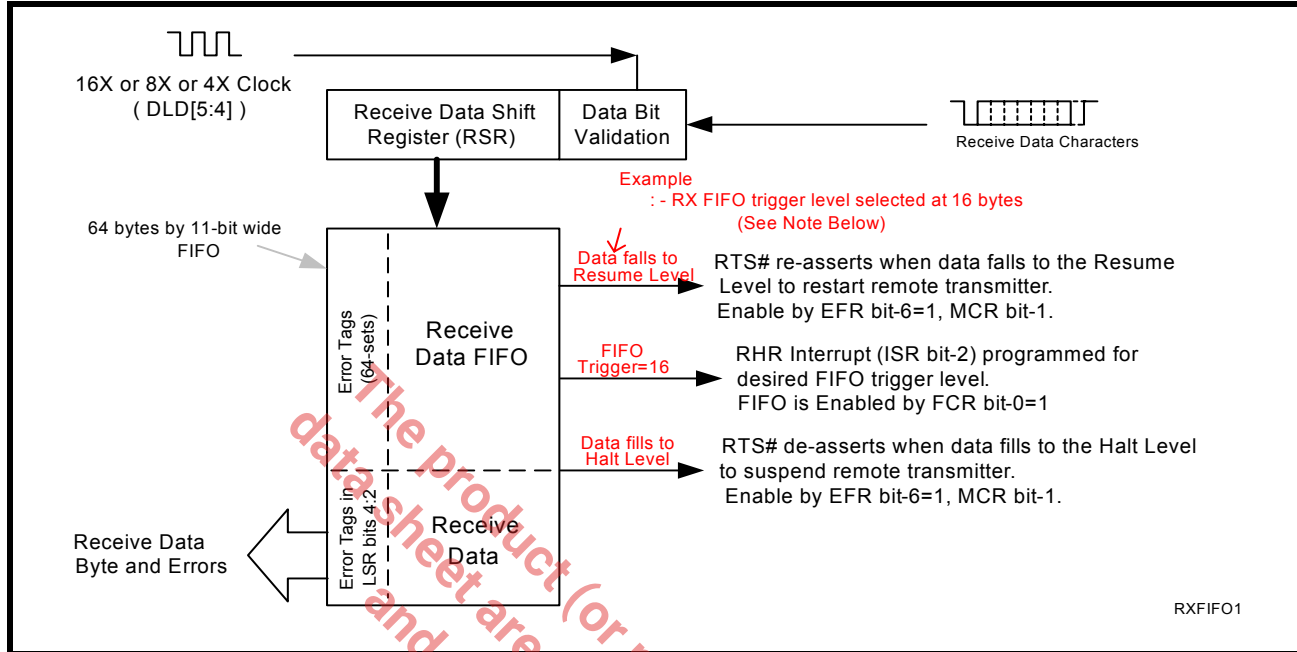 16X or 8X or 4X Clock
( DLD[5:4] )
Receive Data Shift
Register (RSR)
Data Bit
Validation
Receive Data Characters
Example
: - RX FIFO trigger level selected at 16 bytes
(See Note Below)
64 bytes by 11-bit wide
FIFO
Data falls to
Resume Level
RTS# re-asserts when data falls to the Resume
Level to restart remote transmitter.
Enable by EFR bit-6=1, MCR bit-1.
Error Tags
(64-sets)
Receive
Data FIFO
FIFO
Trigger=16
RHR Interrupt (ISR bit-2) programmed for
desired FIFO trigger level.
FIFO is Enabled by FCR bit-0=1
Data fills to
Halt Level
RTS# de-asserts when data fills to the Halt Level
to suspend remote transmitter.
Enable by EFR bit-6=1, MCR bit-1.
Error Tags in
LSR bits 4:2
Receive
Data
Receive Data
Byte and Errors
RXFIFO1
The product (or
data sheet are
and